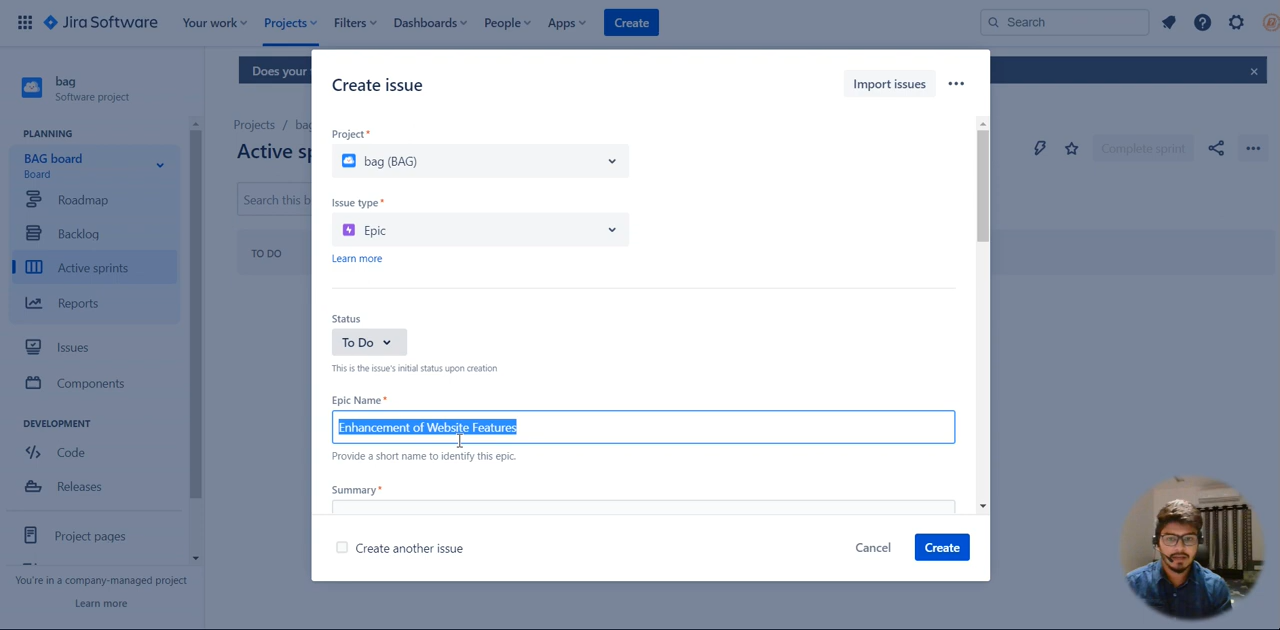 Jira Software Your work Projects Filters Dashboards People Apps Create Search
bag
Software project
PLANNING
BAG board
Board
Roadmap
Backlog
Active sprints
Reports
Issues
Components
DEVELOPMENT
Code
Releases
Project pages
You're in a company-managed project
Learn more
Does your
Projects / bag
Active sp
Search this b
TO DO
Complete sprint
Create issue
Import issues
Project*
bag (BAG)
Issue type*
Epic
Learn more
Status
To Do
This is the issue's initial status upon creation
Epic Name*
Enhancement of Website Features
Provide a short name to identify this epic.
Summary*
Create another issue
Cancel
Create